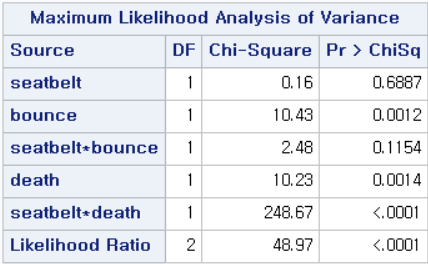 Maximum Likelihood Analysis of Variance
Source DF Chi-Square Pr > ChiSq
seatbelt 1 0.16 0.6887
bounce 1 10.43 0.0012
seatbelt*bounce 1 2.48 0.1154
death 1 10.23 0.0014
seatbelt*death 1 248.67 <.0001
Likelihood Ratio 2 48.97 <.0001